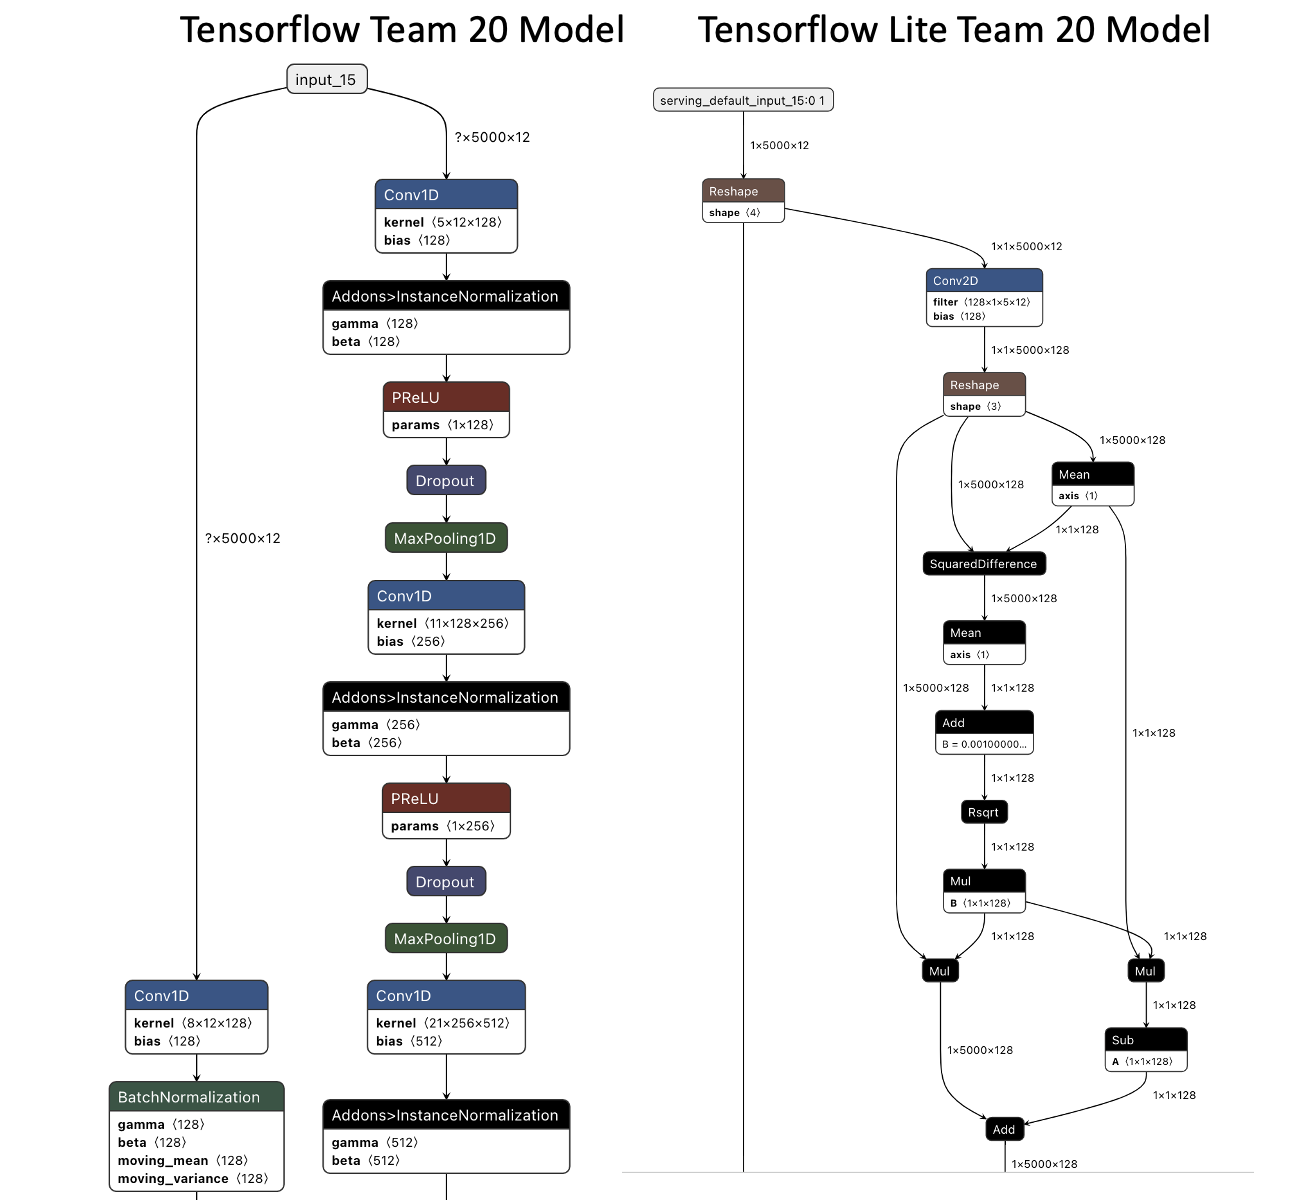 Tensorflow Team 20 Model
input_15
?×5000×12
Conv1D
kernel ⟨5×12×128⟩
bias ⟨128⟩
Addons>InstanceNormalization
gamma ⟨128⟩
beta ⟨128⟩
PReLU
params ⟨1×128⟩
Dropout
MaxPooling1D
?×5000×12
Conv1D
kernel ⟨11×128×256⟩
bias ⟨256⟩
Addons>InstanceNormalization
gamma ⟨256⟩
beta ⟨256⟩
PReLU
params ⟨1×256⟩
Dropout
MaxPooling1D
Conv1D
kernel ⟨8×12×128⟩
bias ⟨128⟩
Conv1D
kernel ⟨21×256×512⟩
bias ⟨512⟩
BatchNormalization
gamma ⟨128⟩
beta ⟨128⟩
moving_mean ⟨128⟩
moving_variance ⟨128⟩
Addons>InstanceNormalization
gamma ⟨512⟩
beta ⟨512⟩
Tensorflow Lite Team 20 Model
serving_default_input_15:0 1
1×5000×12
Reshape
shape ⟨4⟩
1×1×5000×12
Conv2D
filter ⟨128×1×5×12⟩
bias ⟨128⟩
1×1×5000×128
Reshape
shape ⟨3⟩
1×5000×128
Mean
axis ⟨1⟩
1×5000×128
1×1×128
SquaredDifference
1×5000×128
Mean
axis ⟨1⟩
1×5000×128
1×1×128
Add
B = 0.00100000...
1×1×128
1×1×128
Rsqrt
1×1×128
Mul
B ⟨1×1×128⟩
1×1×128
1×1×128
Mul
Mul
1×1×128
Sub
A ⟨1×1×128⟩
1×5000×128
1×1×128
Add
1×5000×128